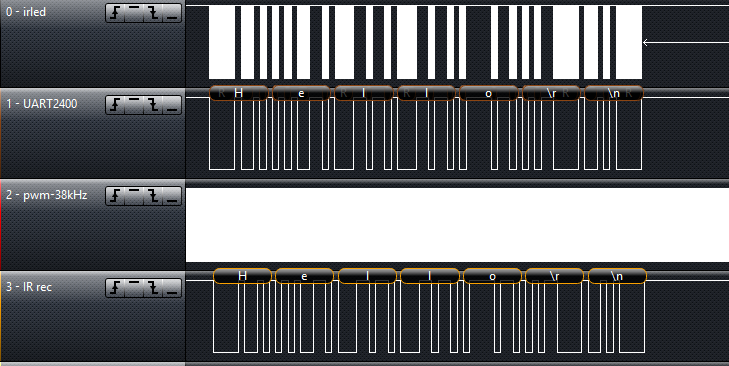 0 - irled
H e l l o \r \n
1 - UART2400
2 - pwm-38kHz
H e l l o \r \n
3 - IR rec